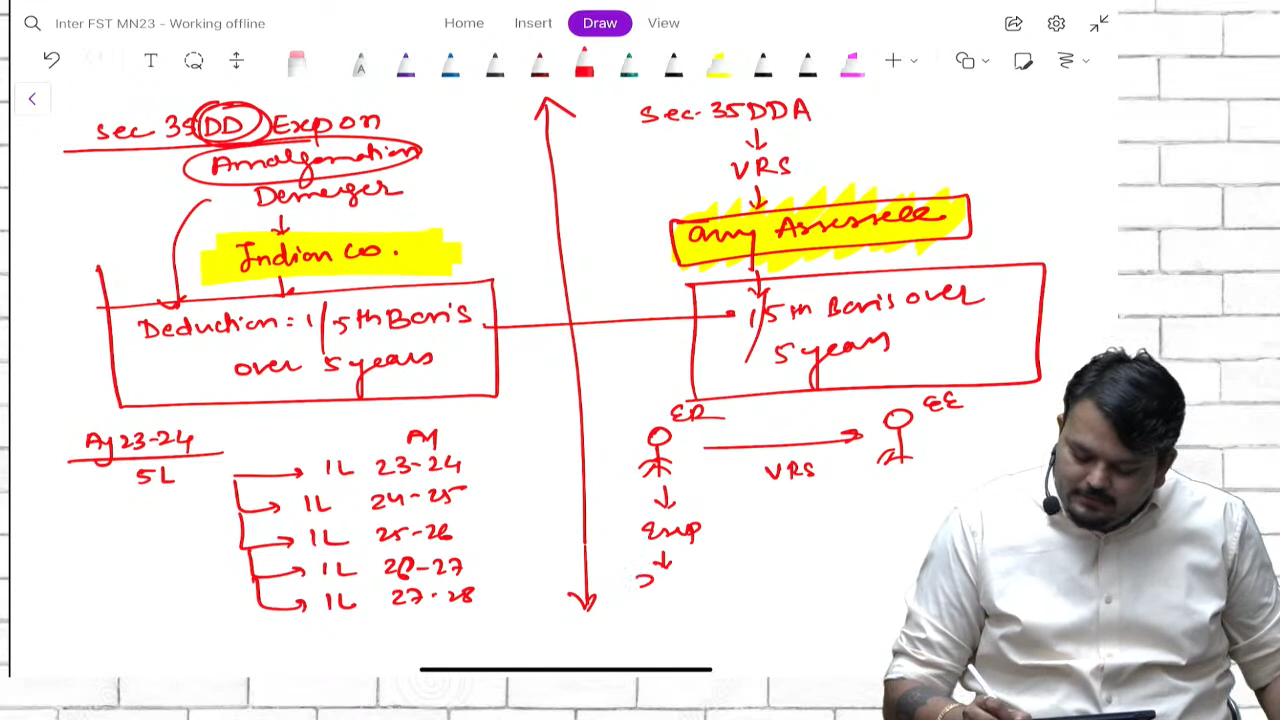 Inter FST MN23 - Working offline
Home
Insert
Draw
View
Sec 35DD Exp on
Amalgamation
Demerger
Indian Co.
Deduction = 1/5th Basis
over 5 years
Ay 23-24
5L
AY
1L 23-24
1L 24-25
1L 25-26
1L 26-27
1L 27-28
Sec-35DDA
VRS
any Assessee
1/5th Basis over
5 years
ER
EE
VRS
Exp